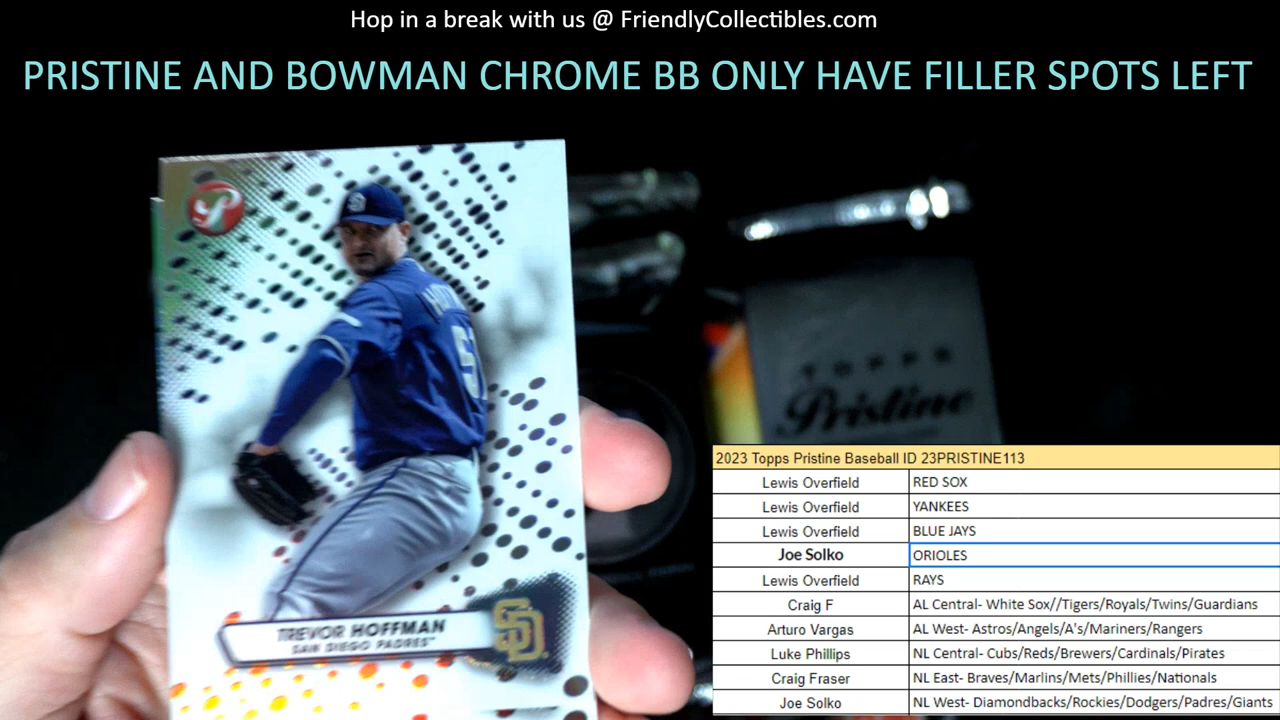 Hop in a break with us @ FriendlyCollectibles.com
PRISTINE AND BOWMAN CHROME BB ONLY HAVE FILLER SPOTS LEFT
TREVOR HOFFMAN
SAN DIEGO PADRES™
SD
TOPPS
Pristine
2023 Topps Pristine Baseball ID 23PRISTINE113
Lewis Overfield RED SOX
Lewis Overfield YANKEES
Lewis Overfield BLUE JAYS
Joe Solko ORIOLES
Lewis Overfield RAYS
Craig F AL Central- White Sox//Tigers/Royals/Twins/Guardians
Arturo Vargas AL West- Astros/Angels/A's/Mariners/Rangers
Luke Phillips NL Central- Cubs/Reds/Brewers/Cardinals/Pirates
Craig Fraser NL East- Braves/Marlins/Mets/Phillies/Nationals
Joe Solko NL West- Diamondbacks/Rockies/Dodgers/Padres/Giants